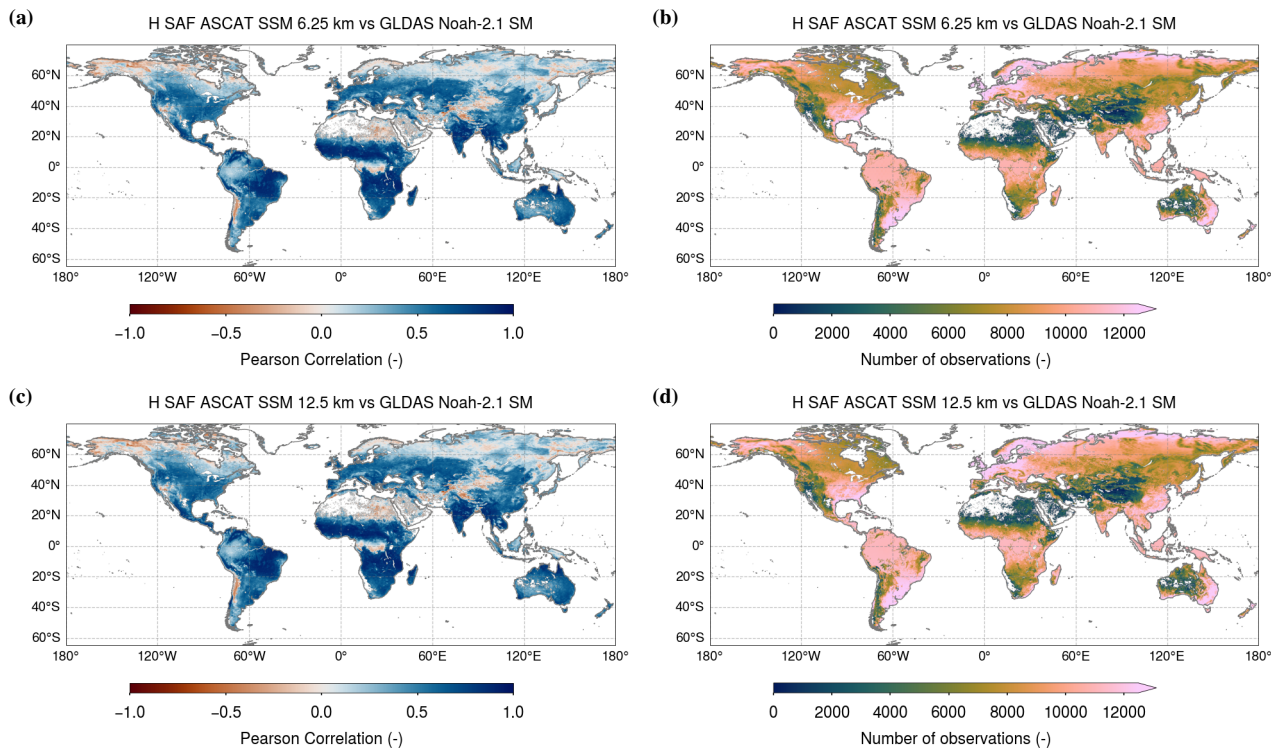 (a)
H SAF ASCAT SSM 6.25 km vs GLDAS Noah-2.1 SM
60°N
40°N
20°N
0°
20°S
40°S
60°S
180° 120°W 60°W 0° 60°E 120°E 180°
−1.0 −0.5 0.0 0.5 1.0
Pearson Correlation (-)
(b)
H SAF ASCAT SSM 6.25 km vs GLDAS Noah-2.1 SM
60°N
40°N
20°N
0°
20°S
40°S
60°S
180° 120°W 60°W 0° 60°E 120°E 180°
0 2000 4000 6000 8000 10000 12000
Number of observations (-)
(c)
H SAF ASCAT SSM 12.5 km vs GLDAS Noah-2.1 SM
60°N
40°N
20°N
0°
20°S
40°S
60°S
180° 120°W 60°W 0° 60°E 120°E 180°
−1.0 −0.5 0.0 0.5 1.0
Pearson Correlation (-)
(d)
H SAF ASCAT SSM 12.5 km vs GLDAS Noah-2.1 SM
60°N
40°N
20°N
0°
20°S
40°S
60°S
180° 120°W 60°W 0° 60°E 120°E 180°
0 2000 4000 6000 8000 10000 12000
Number of observations (-)